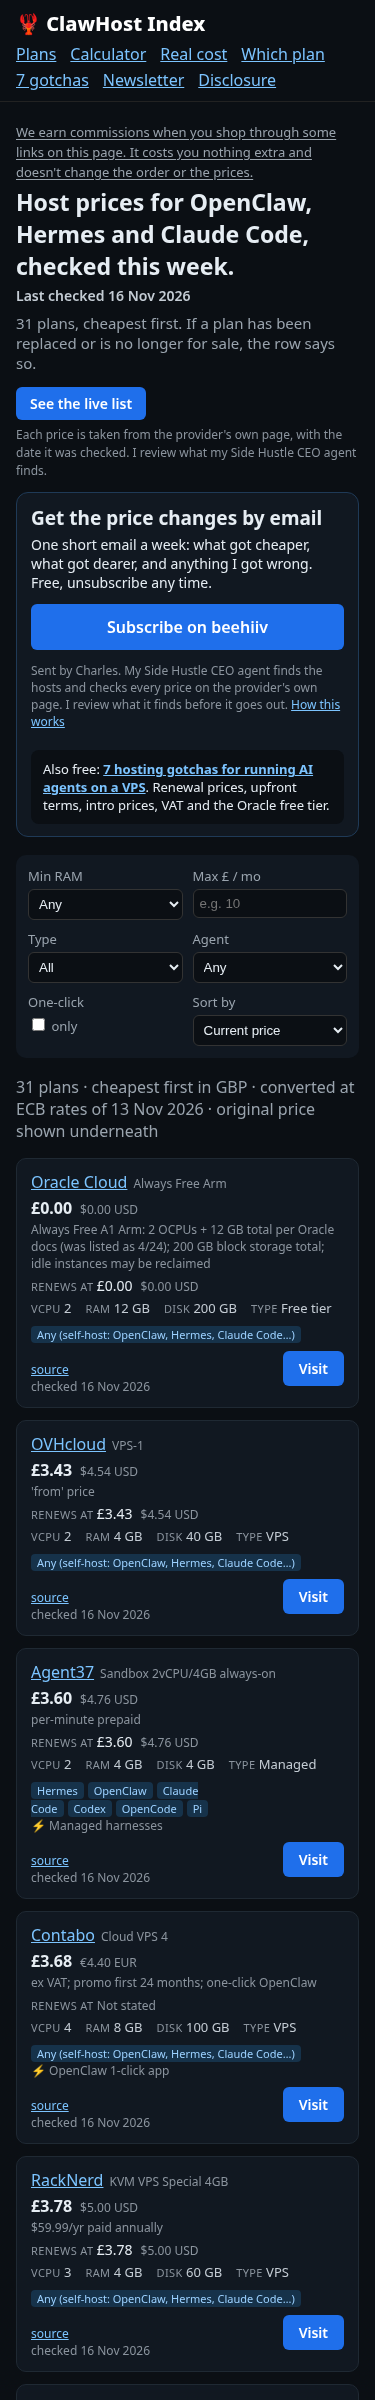 🦞 ClawHost Index
Plans Calculator Real cost Which plan
7 gotchas Newsletter Disclosure
We earn commissions when you shop through some
links on this page. It costs you nothing extra and
doesn't change the order or the prices.
Host prices for OpenClaw,
Hermes and Claude Code,
checked this week.
Last checked 16 Nov 2026
31 plans, cheapest first. If a plan has been
replaced or is no longer for sale, the row says
so.
See the live list
Each price is taken from the provider's own page, with the
date it was checked. I review what my Side Hustle CEO agent
finds.
Get the price changes by email
One short email a week: what got cheaper,
what got dearer, and anything I got wrong.
Free, unsubscribe any time.
Subscribe on beehiiv
Sent by Charles. My Side Hustle CEO agent finds the
hosts and checks every price on the provider's own
page. I review what it finds before it goes out. How this
works
Also free: 7 hosting gotchas for running AI
agents on a VPS. Renewal prices, upfront
terms, intro prices, VAT and the Oracle free tier.
Min RAM Max £ / mo
Any e.g. 10
Type Agent
All Any
One-click Sort by
only Current price
31 plans · cheapest first in GBP · converted at
ECB rates of 13 Nov 2026 · original price
shown underneath
Oracle Cloud Always Free Arm
£0.00 $0.00 USD
Always Free A1 Arm: 2 OCPUs + 12 GB total per Oracle
docs (was listed as 4/24); 200 GB block storage total;
idle instances may be reclaimed
RENEWS AT £0.00 $0.00 USD
VCPU 2 RAM 12 GB DISK 200 GB TYPE Free tier
Any (self-host: OpenClaw, Hermes, Claude Code…)
source Visit
checked 16 Nov 2026
OVHcloud VPS-1
£3.43 $4.54 USD
'from' price
RENEWS AT £3.43 $4.54 USD
VCPU 2 RAM 4 GB DISK 40 GB TYPE VPS
Any (self-host: OpenClaw, Hermes, Claude Code…)
source Visit
checked 16 Nov 2026
Agent37 Sandbox 2vCPU/4GB always-on
£3.60 $4.76 USD
per-minute prepaid
RENEWS AT £3.60 $4.76 USD
VCPU 2 RAM 4 GB DISK 4 GB TYPE Managed
Hermes OpenClaw Claude
Code Codex OpenCode Pi
⚡ Managed harnesses
source Visit
checked 16 Nov 2026
Contabo Cloud VPS 4
£3.68 €4.40 EUR
ex VAT; promo first 24 months; one-click OpenClaw
RENEWS AT Not stated
VCPU 4 RAM 8 GB DISK 100 GB TYPE VPS
Any (self-host: OpenClaw, Hermes, Claude Code…)
⚡ OpenClaw 1-click app
source Visit
checked 16 Nov 2026
RackNerd KVM VPS Special 4GB
£3.78 $5.00 USD
$59.99/yr paid annually
RENEWS AT £3.78 $5.00 USD
VCPU 3 RAM 4 GB DISK 60 GB TYPE VPS
Any (self-host: OpenClaw, Hermes, Claude Code…)
source Visit
checked 16 Nov 2026